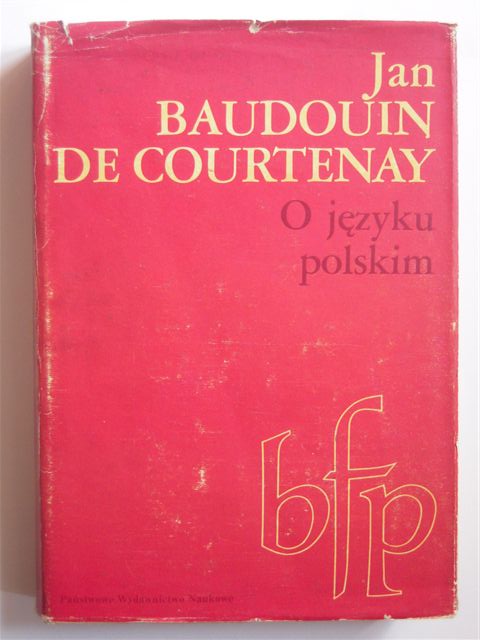 Jan
BAUDOUIN
DE COURTENAY
O języku
polskim
bfp
Państwowe Wydawnictwo Naukowe